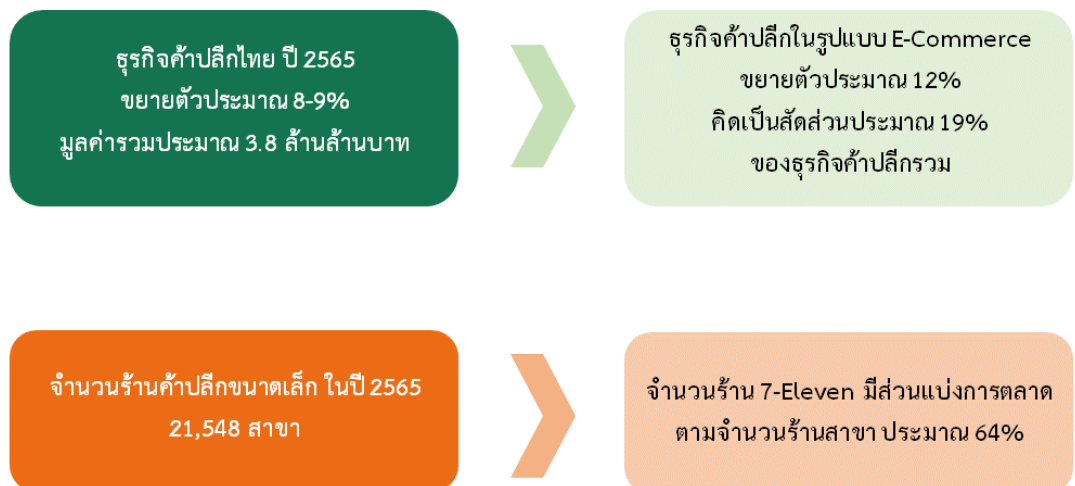 ธุรกิจค้าปลีกไทย ปี 2565
ขยายตัวประมาณ 8-9%
มูลค่ารวมประมาณ 3.8 ล้านล้านบาท
ธุรกิจค้าปลีกในรูปแบบ E-Commerce
ขยายตัวประมาณ 12%
คิดเป็นสัดส่วนประมาณ 19%
ของธุรกิจค้าปลีกรวม
จำนวนร้านค้าปลีกขนาดเล็ก ในปี 2565
21,548 สาขา
จำนวนร้าน 7-Eleven มีส่วนแบ่งการตลาด
ตามจำนวนร้านสาขา ประมาณ 64%